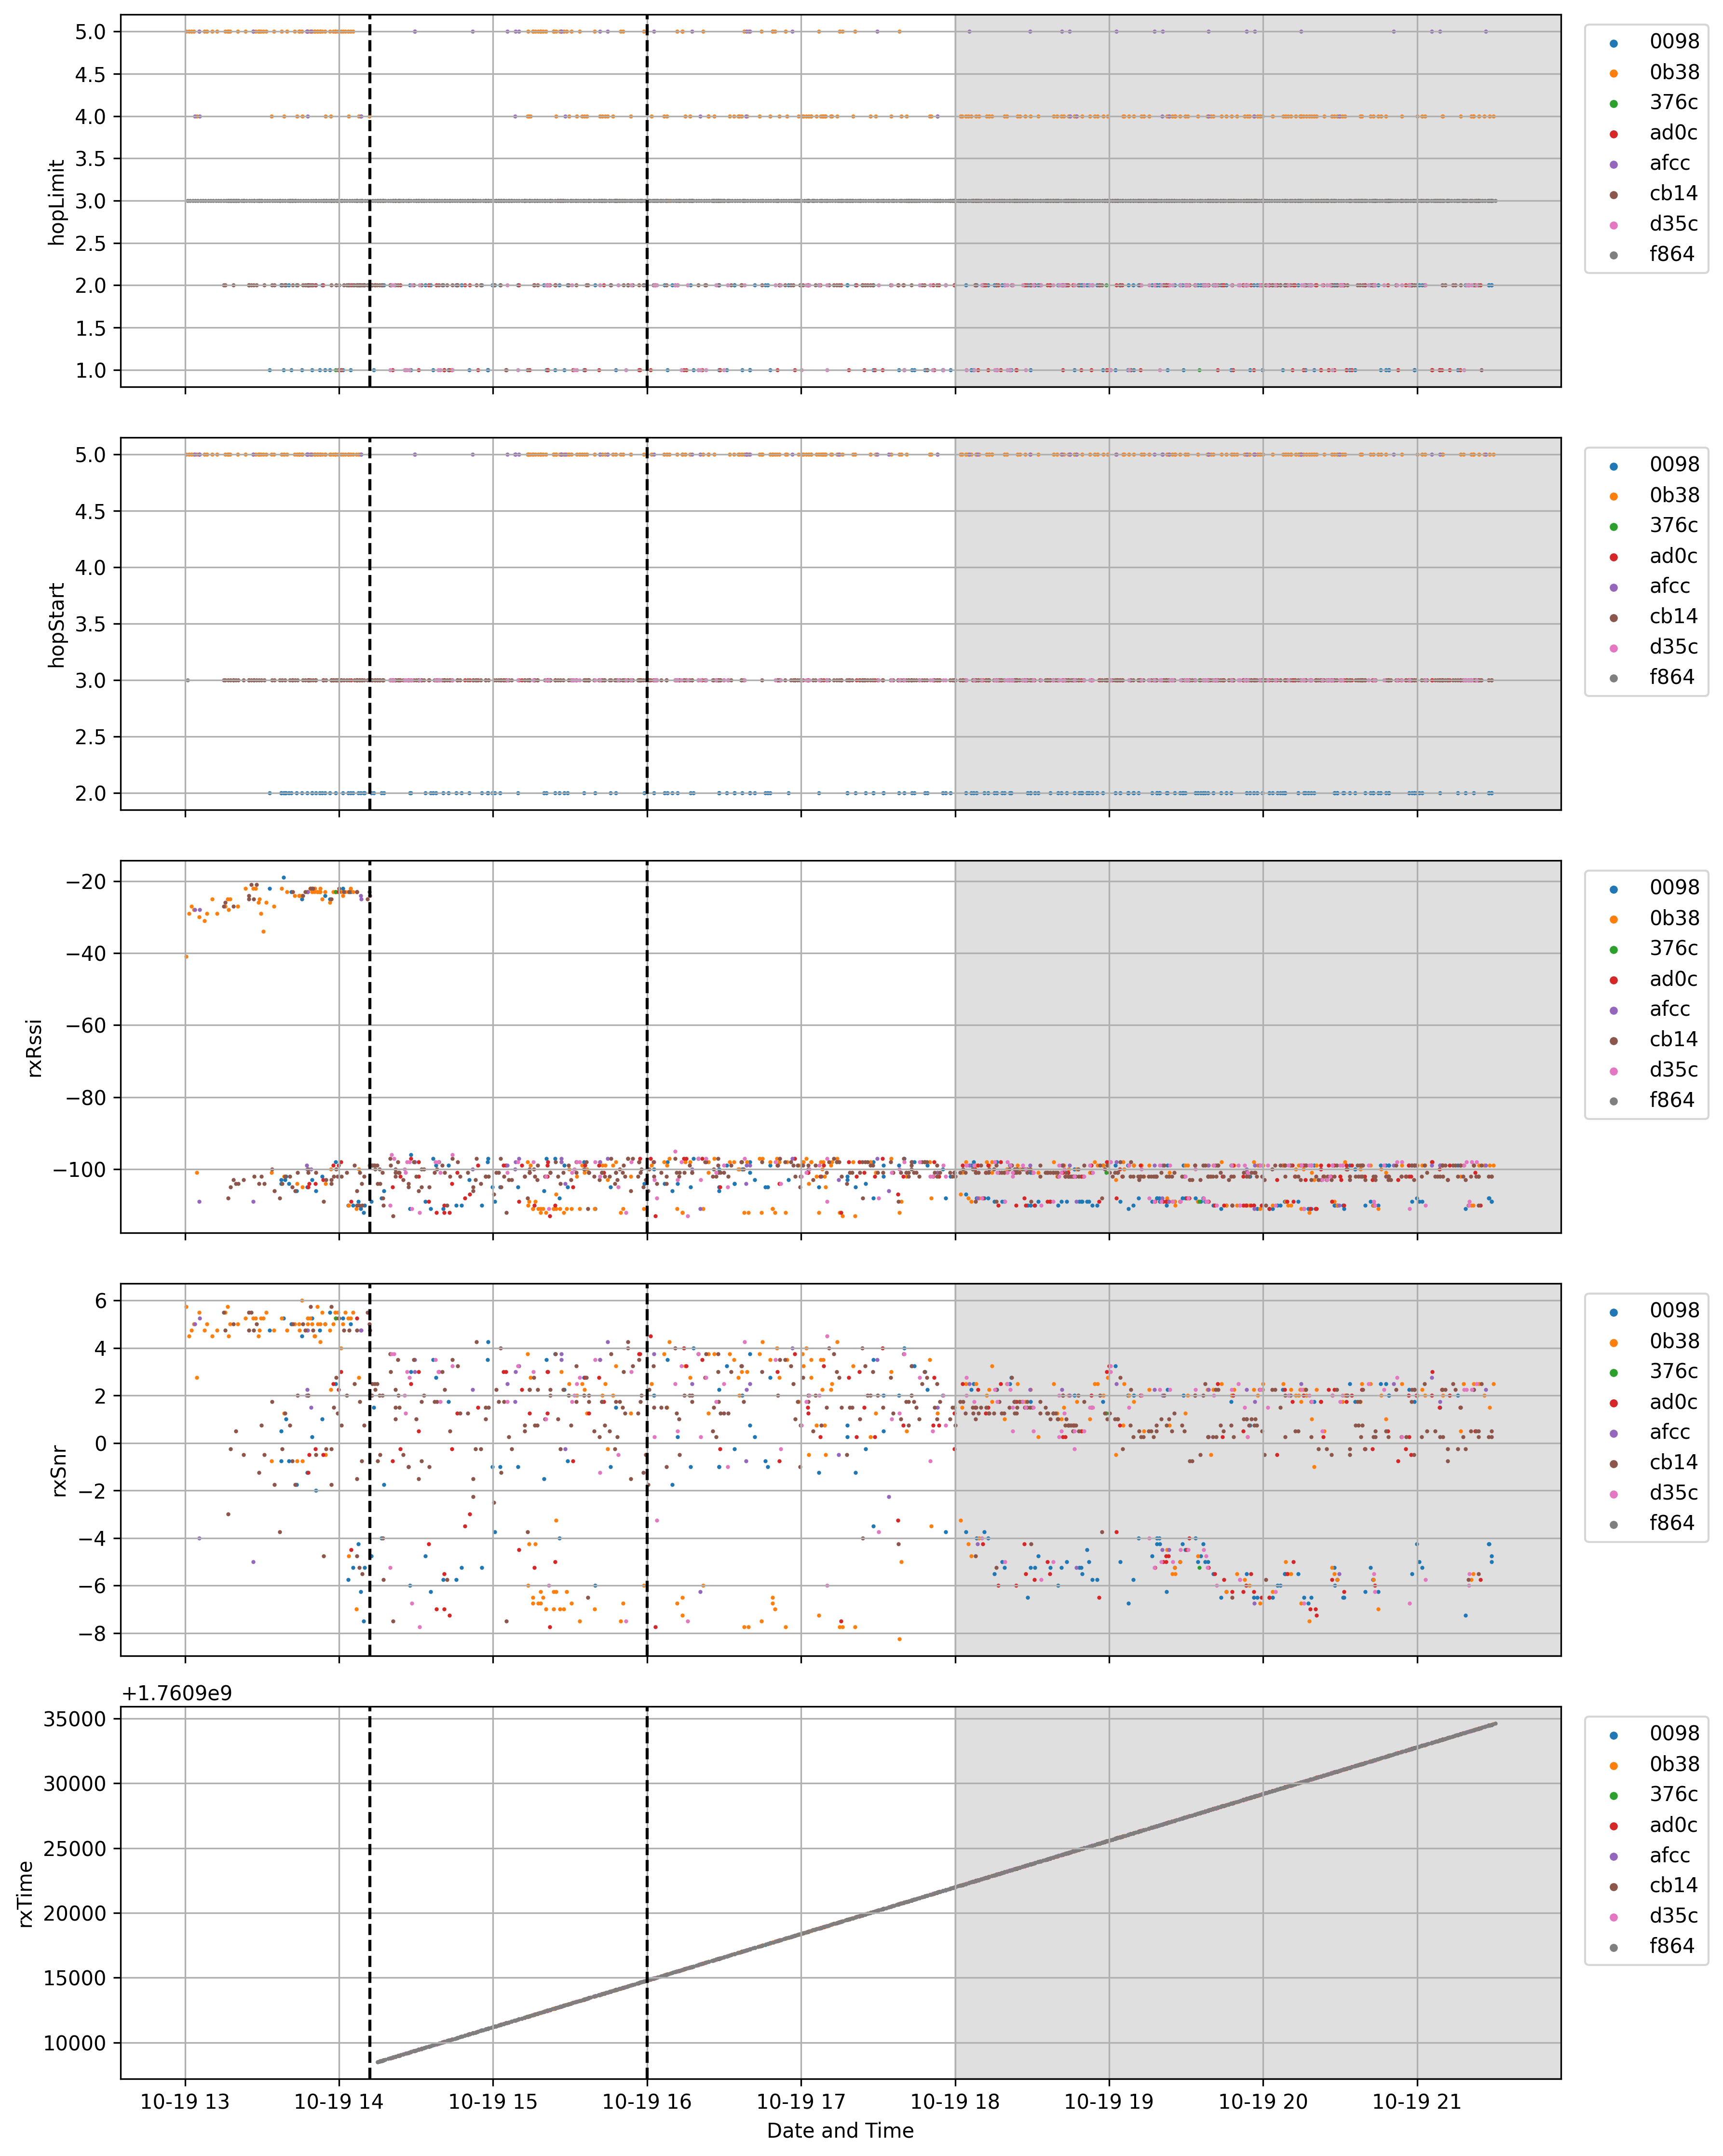 5.0
4.5
4.0
3.5
3.0
2.5
2.0
1.5
1.0
hopLimit
0098
0b38
376c
ad0c
afcc
cb14
d35c
f864
5.0
4.5
4.0
3.5
3.0
2.5
2.0
hopStart
0098
0b38
376c
ad0c
afcc
cb14
d35c
f864
−20
−40
−60
−80
−100
rxRssi
0098
0b38
376c
ad0c
afcc
cb14
d35c
f864
6
4
2
0
−2
−4
−6
−8
rxSnr
0098
0b38
376c
ad0c
afcc
cb14
d35c
f864
+1.7609e9
35000
30000
25000
20000
15000
10000
rxTime
0098
0b38
376c
ad0c
afcc
cb14
d35c
f864
10-19 13 10-19 14 10-19 15 10-19 16 10-19 17 10-19 18 10-19 19 10-19 20 10-19 21
Date and Time